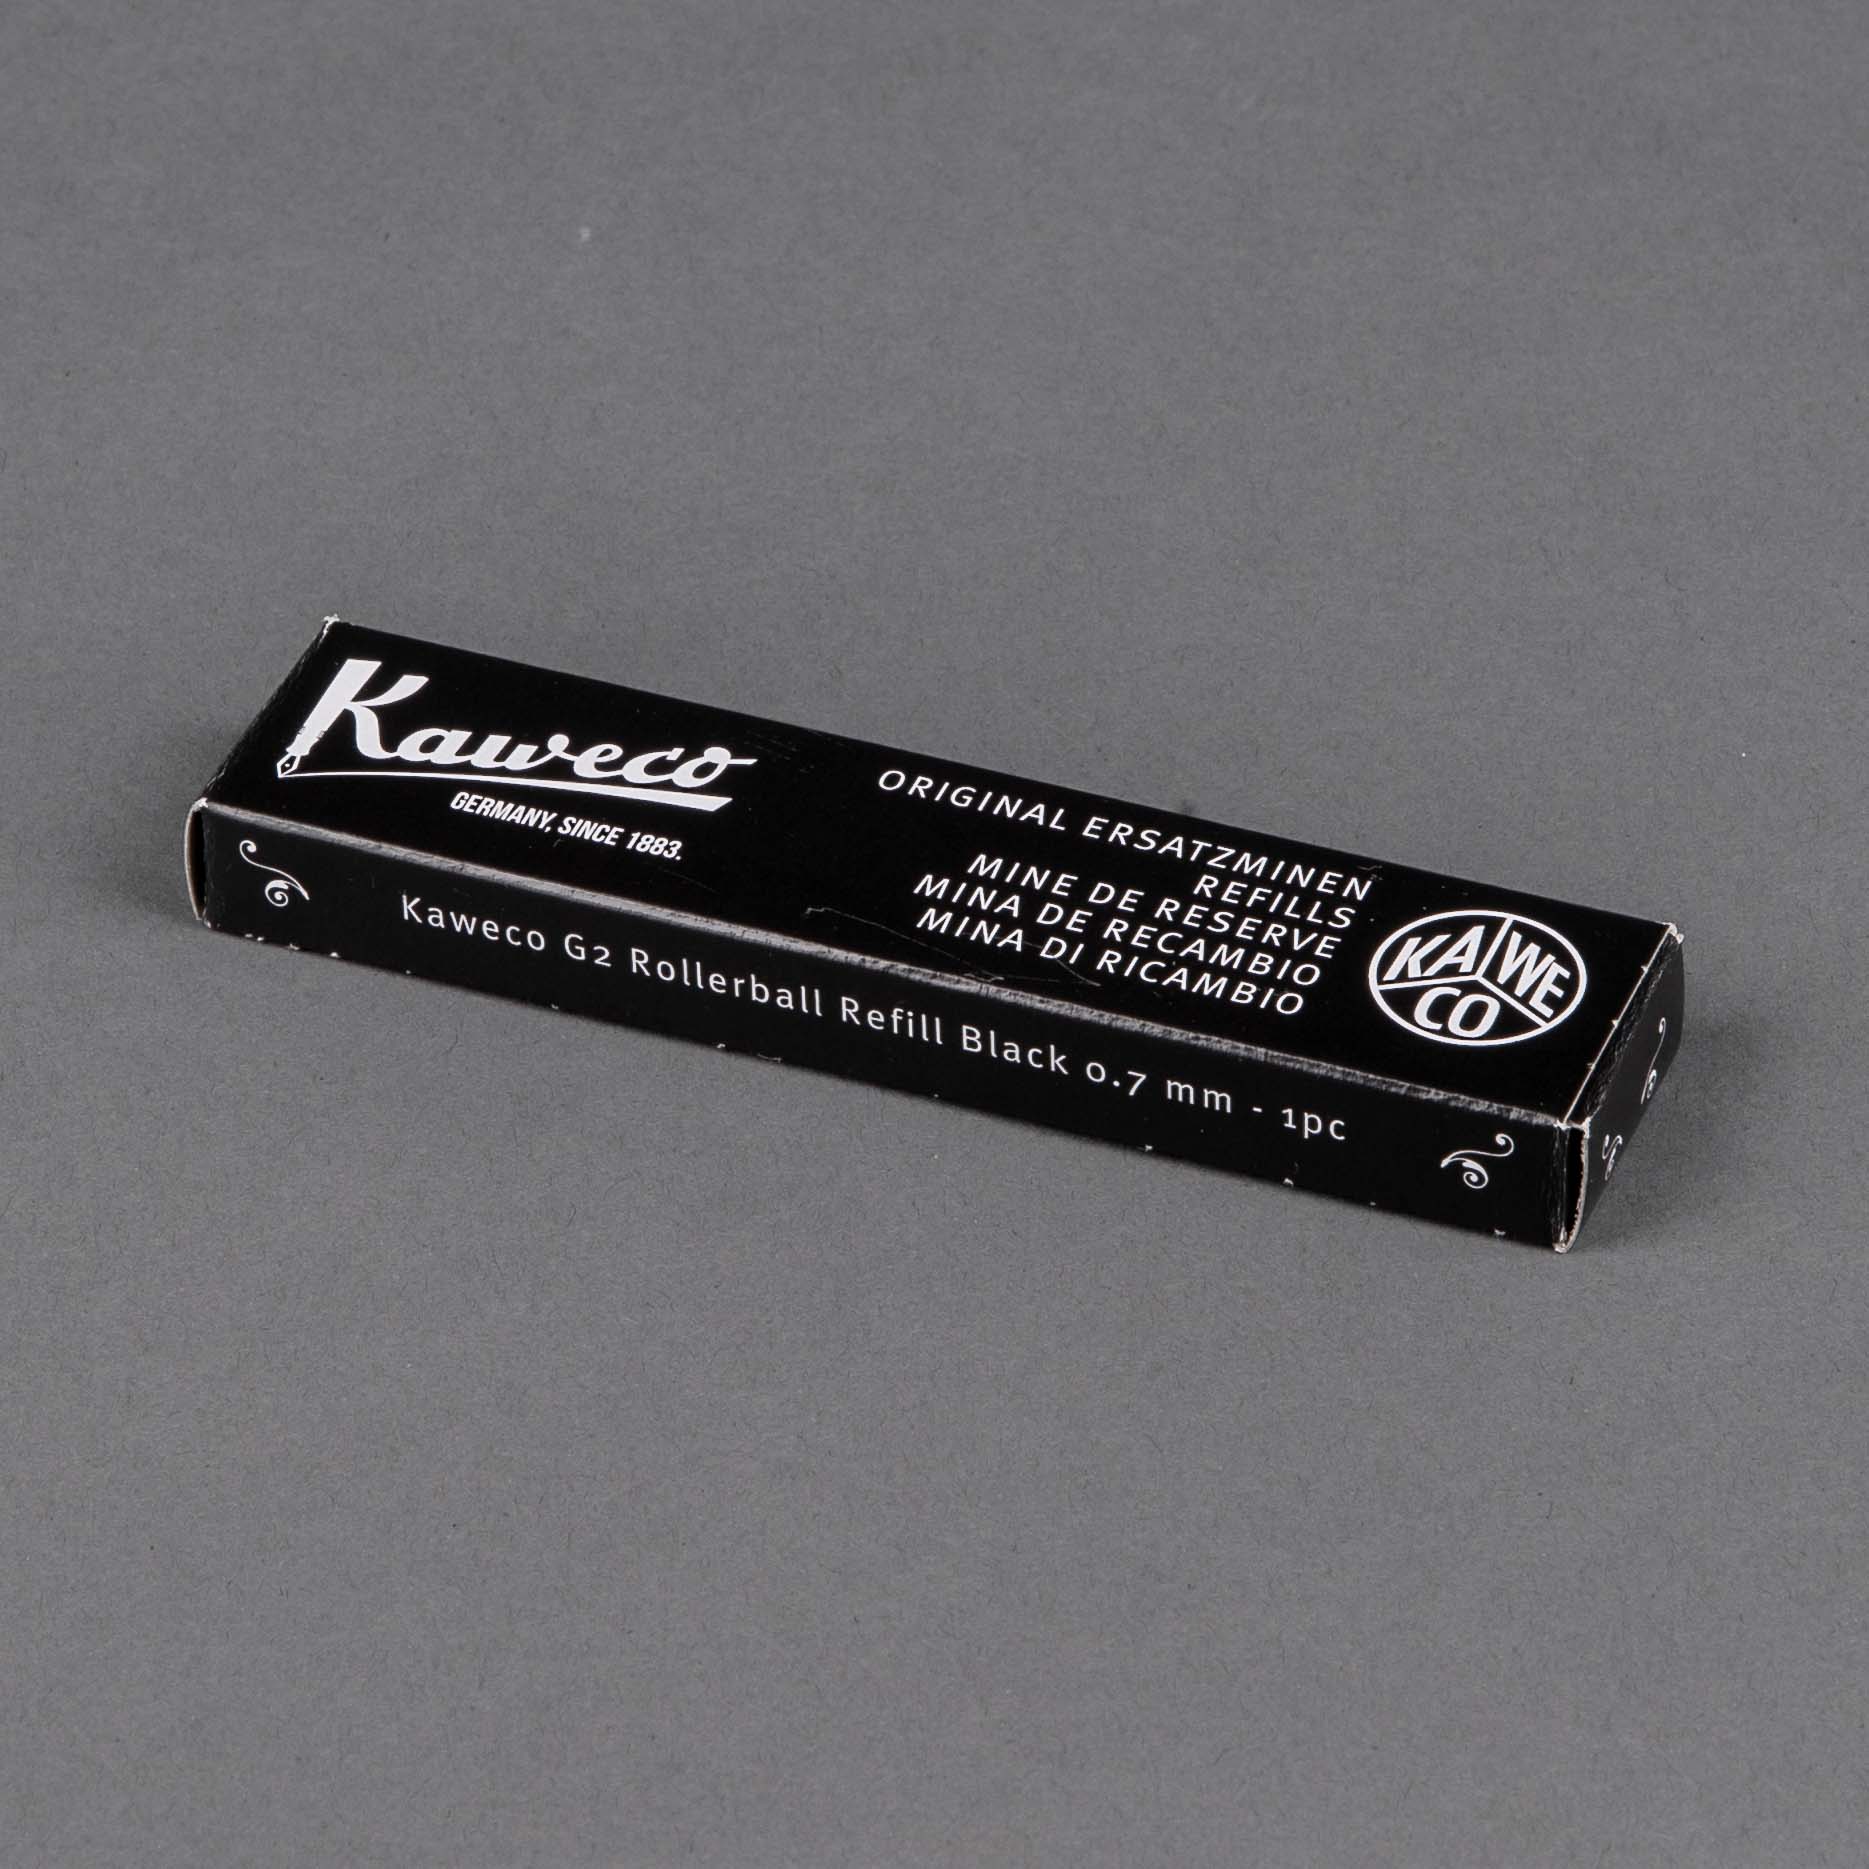 Kaweco
GERMANY, SINCE 1883.
ORIGINAL ERSATZMINEN
REFILLS
MINE DE RESERVE
MINA DE RECAMBIO
MINA DI RICAMBIO
KA WE
CO
Kaweco G2 Rollerball Refill Black 0.7 mm - 1pc